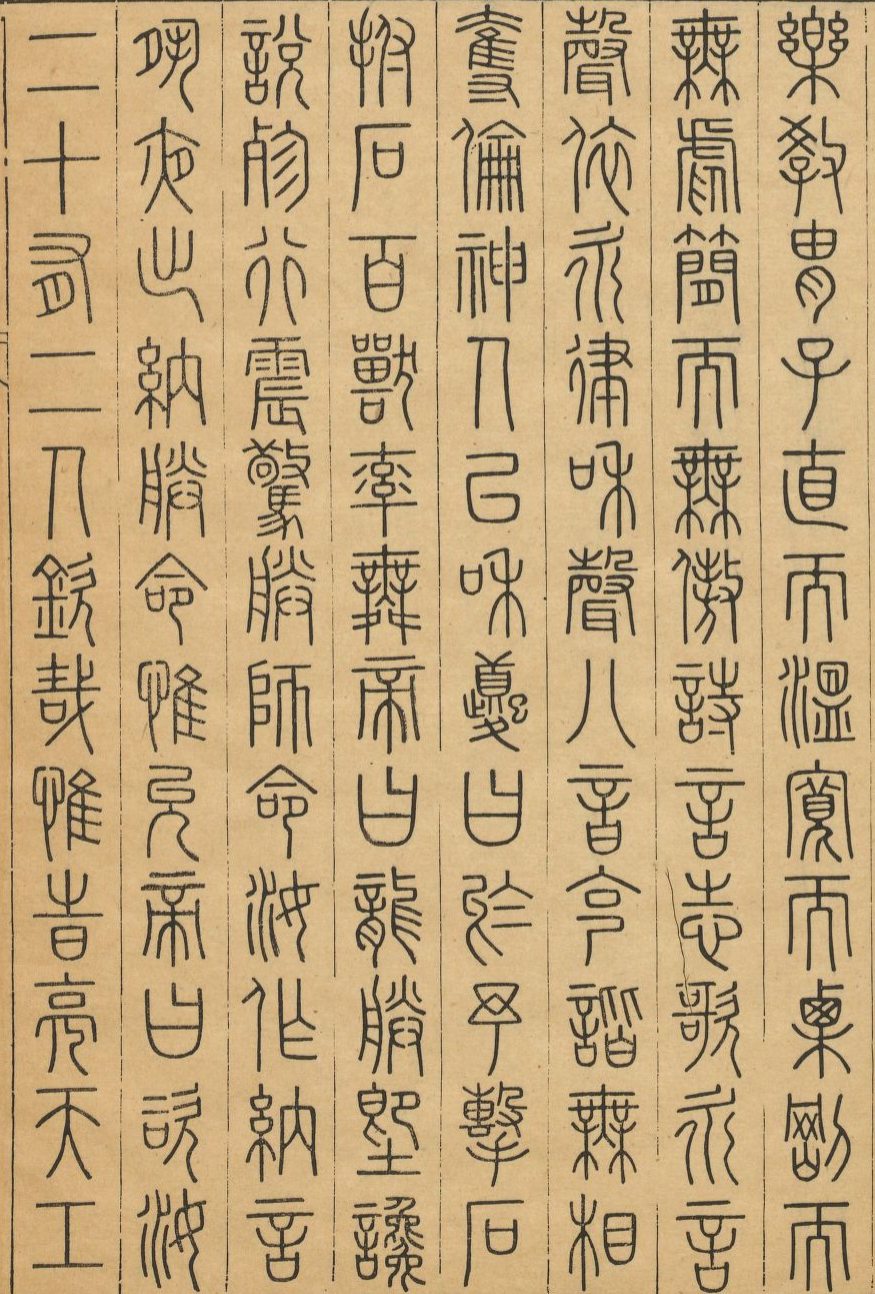 樂教冑子直而溫寬而栗剛而
無虐簡而無傲詩言志歌永言
聲依永律和聲八音克諧無相
奪倫神人以和夔曰於予擊石
拊石百獸率舞帝曰龍朕堲讒
說殄行震驚朕師命汝作納言
夙夜出納朕命惟允帝曰咨汝
二十有二人欽哉惟時亮天工